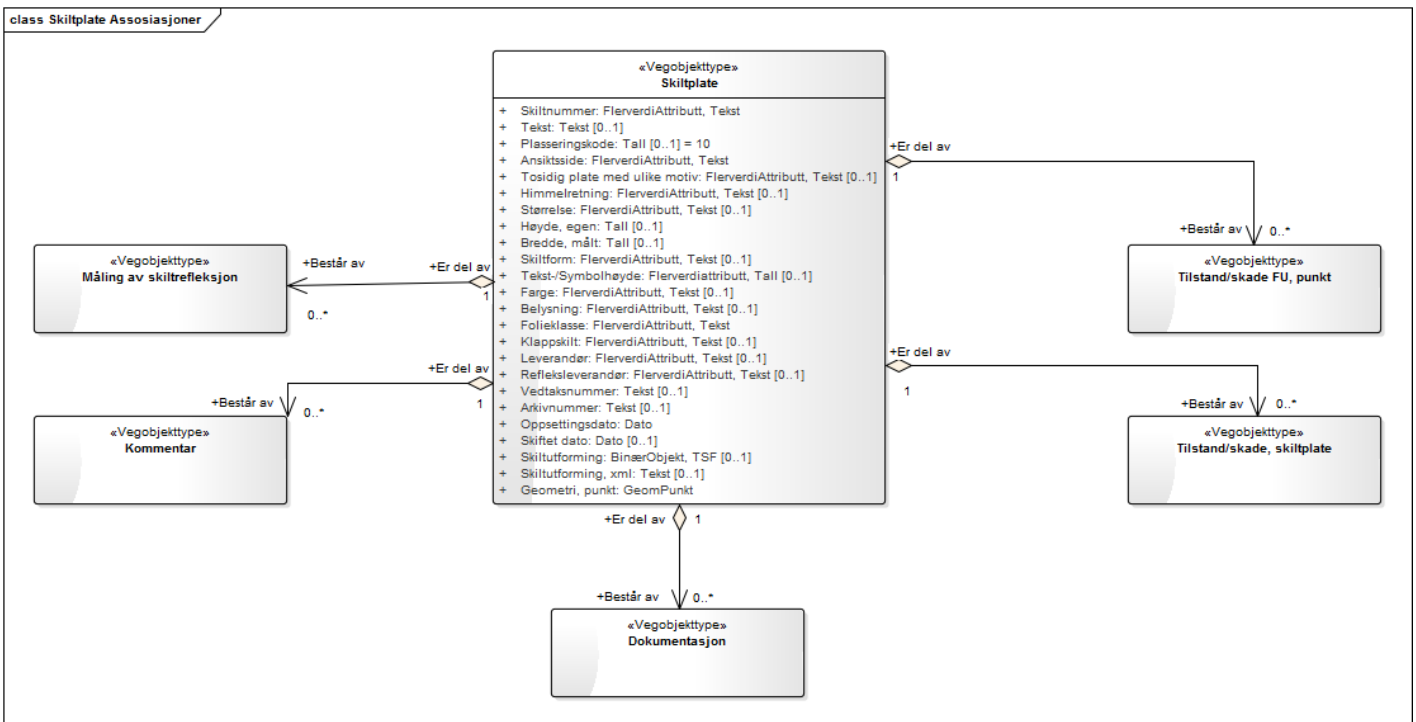 class Skiltplate Assosiasjoner
«Vegobjekttype»
Skiltplate
+ Skiltnummer: FlerverdiAttributt, Tekst
+ Tekst: Tekst [0..1]
+ Plasseringskode: Tall [0..1] = 10
+ Ansiktsside: FlerverdiAttributt, Tekst
+ Tosidig plate med ulike motiv: FlerverdiAttributt, Tekst [0..1]
+ Himmelretning: FlerverdiAttributt, Tekst [0..1]
+ Størrelse: FlerverdiAttributt, Tekst [0..1]
+ Høyde, egen: Tall [0..1]
+ Bredde, målt: Tall [0..1]
+ Skiltform: FlerverdiAttributt, Tekst [0..1]
+ Tekst-/Symbolhøyde: Flerverdiattributt, Tall [0..1]
+ Farge: FlerverdiAttributt, Tekst [0..1]
+ Belysning: FlerverdiAttributt, Tekst [0..1]
+ Folieklasse: FlerverdiAttributt, Tekst
+ Klappskilt: FlerverdiAttributt, Tekst [0..1]
+ Leverandør: FlerverdiAttributt, Tekst [0..1]
+ Refleksleverandør: FlerverdiAttributt, Tekst [0..1]
+ Vedtaksnummer: Tekst [0..1]
+ Arkivnummer: Tekst [0..1]
+ Oppsettingsdato: Dato
+ Skiftet dato: Dato [0..1]
+ Skiltutforming: BinærObjekt, TSF [0..1]
+ Skiltutforming, xml: Tekst [0..1]
+ Geometri, punkt: GeomPunkt
+Er del av
1
+Består av
0..*
«Vegobjekttype»
Tilstand/skade FU, punkt
+Er del av
1
+Består av
0..*
«Vegobjekttype»
Måling av skiltrefleksjon
+Er del av
1
+Består av
0..*
«Vegobjekttype»
Kommentar
+Er del av
1
+Består av
0..*
«Vegobjekttype»
Tilstand/skade, skiltplate
+Er del av
1
+Består av
0..*
«Vegobjekttype»
Dokumentasjon